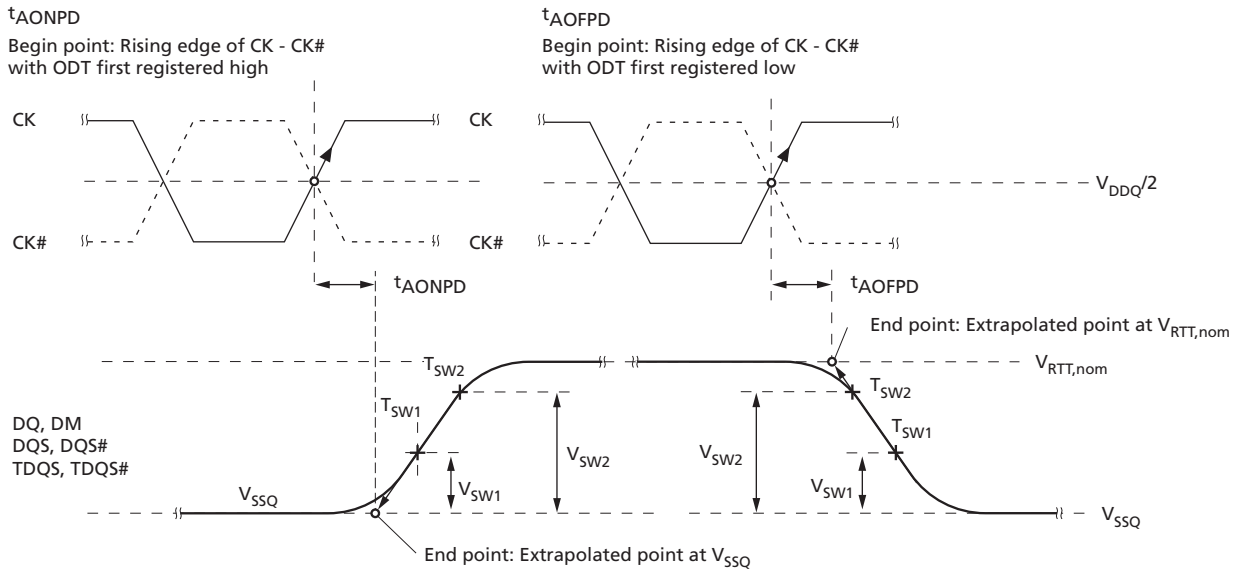 tAONPD
Begin point: Rising edge of CK - CK#
with ODT first registered high
tAOFPD
Begin point: Rising edge of CK - CK#
with ODT first registered low
CK
CK
VDDQ/2
CK#
CK#
tAONPD
tAOFPD
End point: Extrapolated point at VRTT,nom
TSW2
VRTT,nom
TSW2
TSW1
TSW1
DQ, DM
DQS, DQS#
TDQS, TDQS#
VSW2
VSW2
VSW1
VSW1
VSSQ
VSSQ
End point: Extrapolated point at VSSQ